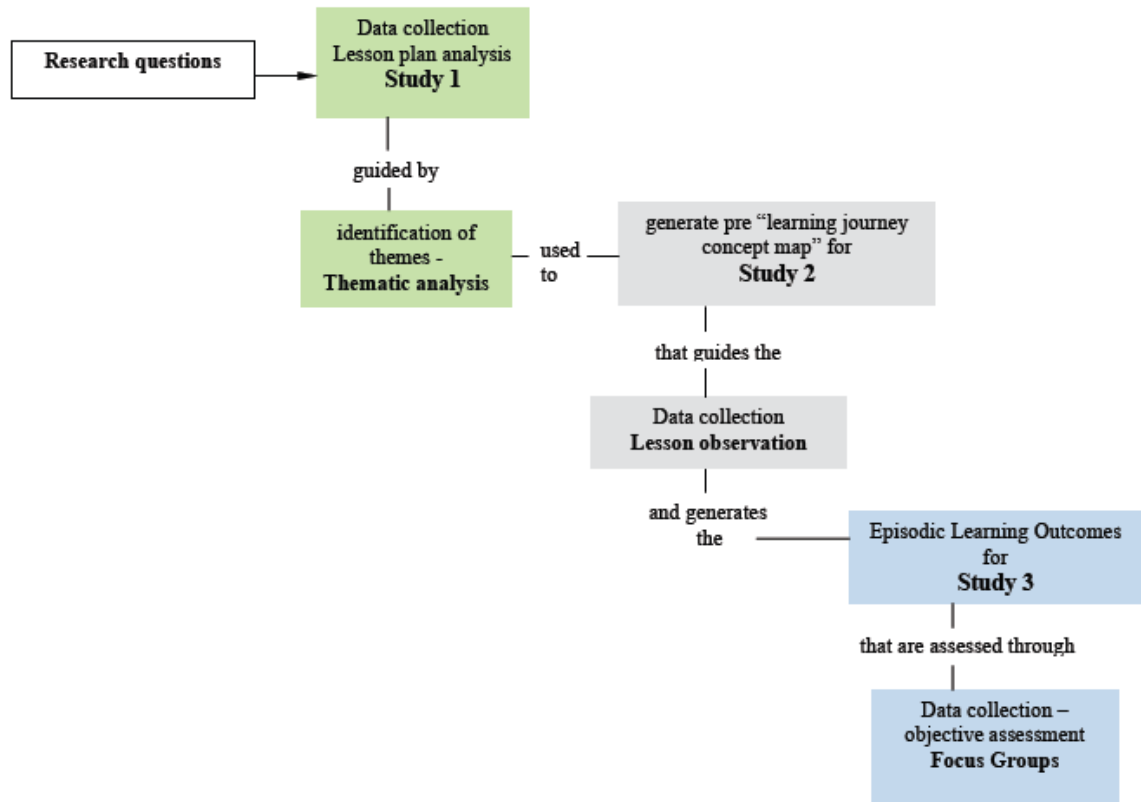 Research questions
Data collection
Lesson plan analysis
Study 1
guided by
identification of
themes -
Thematic analysis
used
to
generate pre “learning journey
concept map” for
Study 2
that guides the
Data collection
Lesson observation
and generates
the
Episodic Learning Outcomes
for
Study 3
that are assessed through
Data collection –
objective assessment
Focus Groups